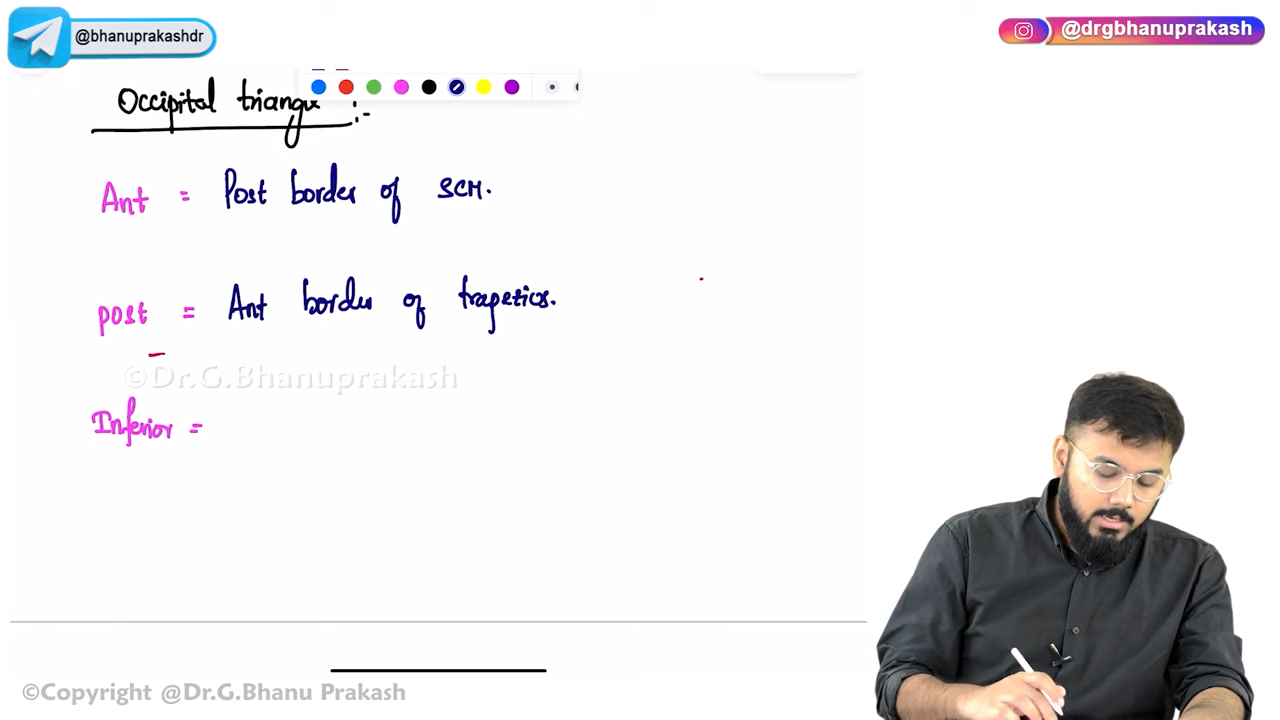 @bhanuprakashdr
@drgbhanuprakash
Occipital triangle :-
Ant = Post border of SCM.
post = Ant border of trapezius.
©Dr.G.Bhanuprakash
Inferior =
©Copyright @Dr.G.Bhanu Prakash